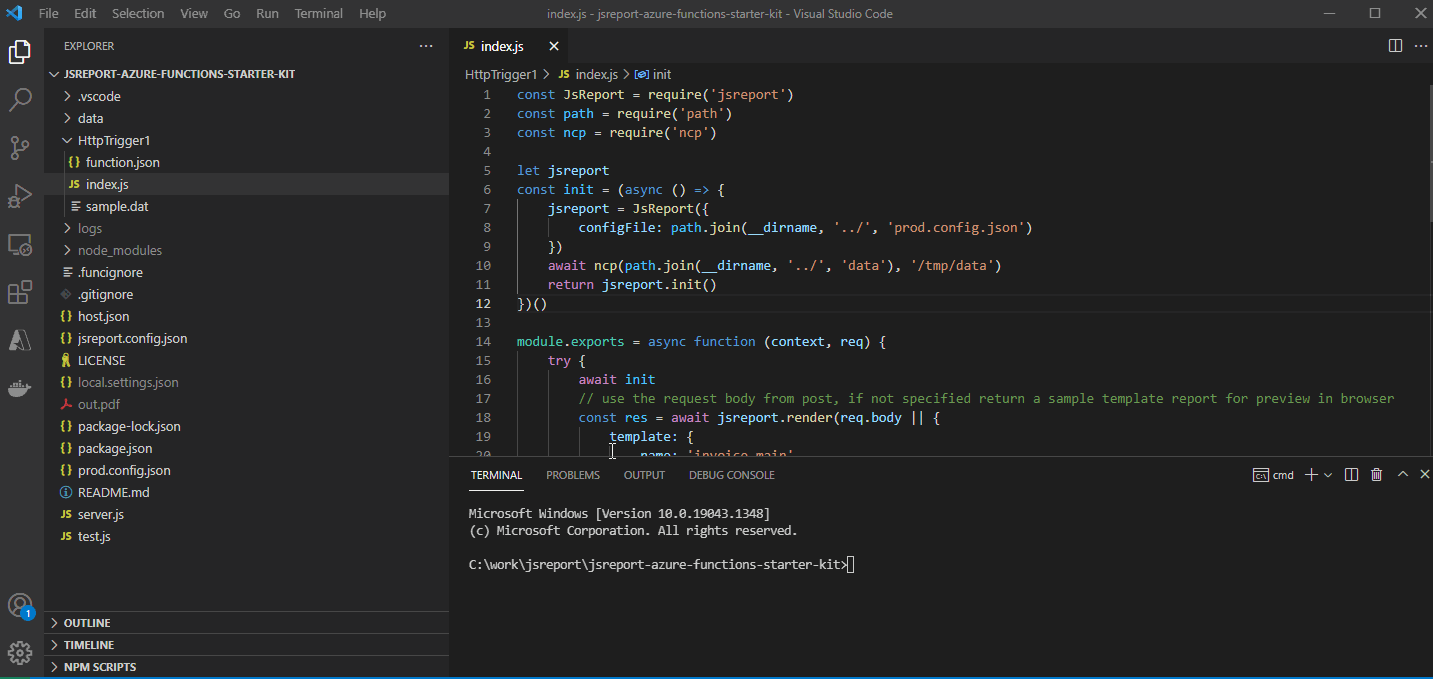 File Edit Selection View Go Run Terminal Help
index.js - jsreport-azure-functions-starter-kit - Visual Studio Code
EXPLORER
JSREPORT-AZURE-FUNCTIONS-STARTER-KIT
.vscode
data
HttpTrigger1
{} function.json
JS index.js
sample.dat
logs
node_modules
.funcignore
.gitignore
{} host.json
{} jsreport.config.json
LICENSE
{} local.settings.json
out.pdf
{} package-lock.json
{} package.json
{} prod.config.json
README.md
JS server.js
JS test.js
1
OUTLINE
TIMELINE
NPM SCRIPTS
JS index.js
HttpTrigger1 > JS index.js > init
1 const JsReport = require('jsreport')
2 const path = require('path')
3 const ncp = require('ncp')
4
5 let jsreport
6 const init = (async () => {
7 jsreport = JsReport({
8 configFile: path.join(__dirname, '../', 'prod.config.json')
9 })
10 await ncp(path.join(__dirname, '../', 'data'), '/tmp/data')
11 return jsreport.init()
12 })()
13
14 module.exports = async function (context, req) {
15 try {
16 await init
17 // use the request body from post, if not specified return a sample template report for preview in browser
18 const res = await jsreport.render(req.body || {
19 template: {
20 name: 'invoice-main'
TERMINAL PROBLEMS OUTPUT DEBUG CONSOLE
cmd
Microsoft Windows [Version 10.0.19043.1348]
(c) Microsoft Corporation. All rights reserved.
C:\work\jsreport\jsreport-azure-functions-starter-kit>